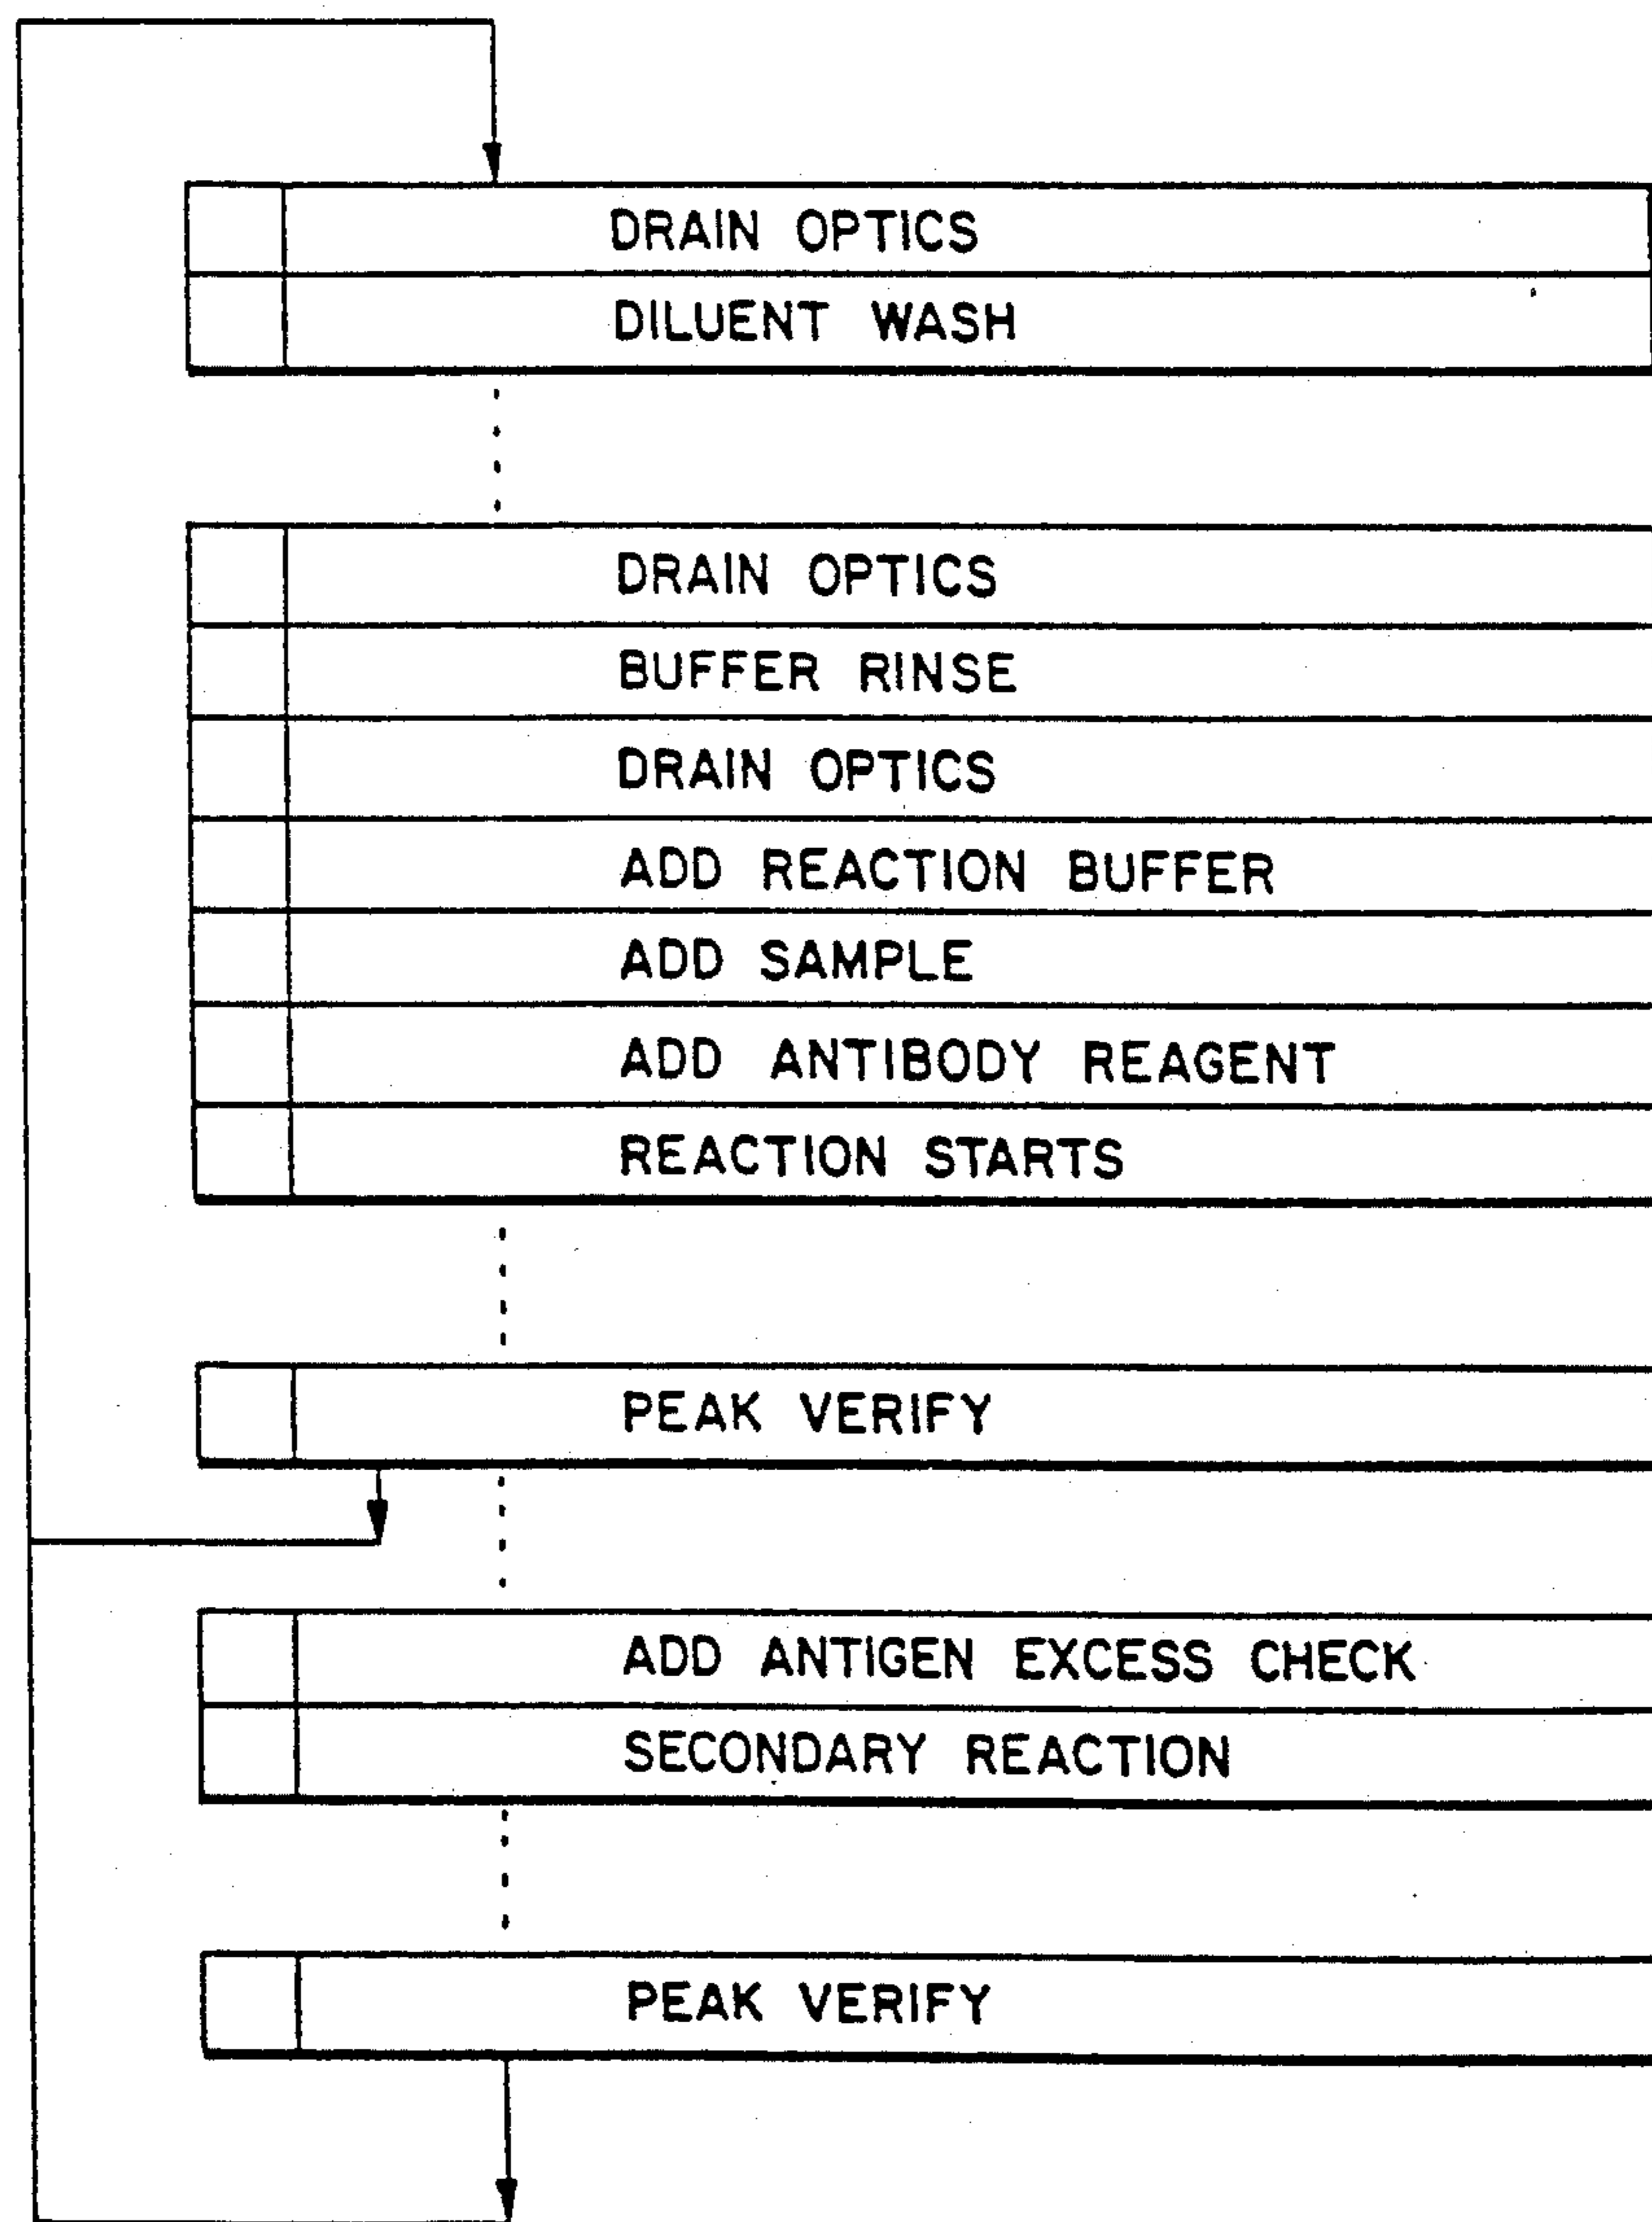 DRAIN OPTICS
DILUENT WASH
DRAIN OPTICS
BUFFER RINSE
DRAIN OPTICS
ADD REACTION BUFFER
ADD SAMPLE
ADD ANTIBODY REAGENT
REACTION STARTS
PEAK VERIFY
ADD ANTIGEN EXCESS CHECK
SECONDARY REACTION
PEAK VERIFY